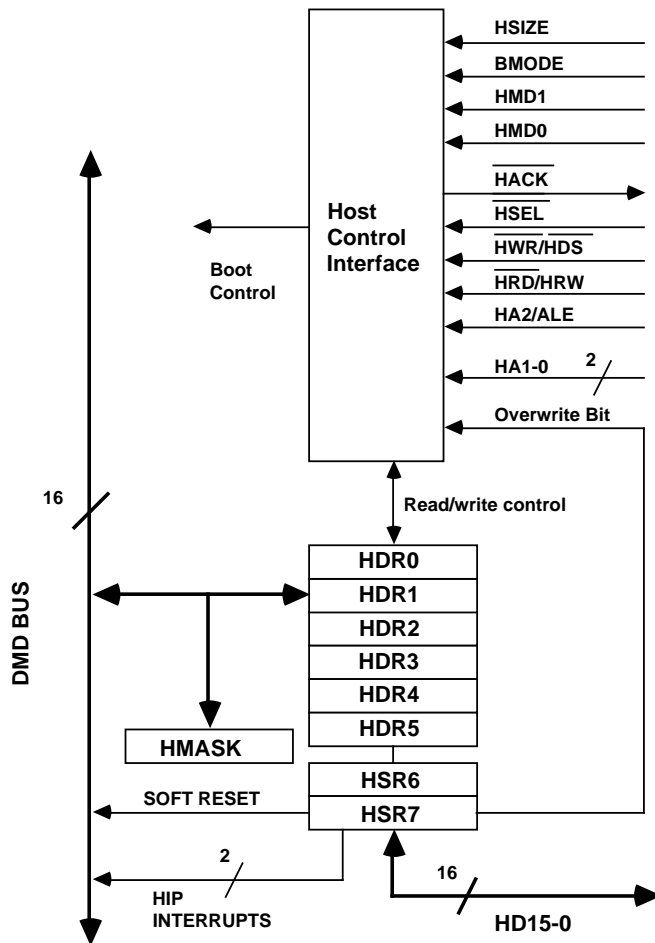 HSIZE
BMODE
HMD1
HMD0
HACK
HSEL
HWR/HDS
HRD/HRW
HA2/ALE
HA1-0
2
Overwrite Bit
Host
Control
Interface
Boot
Control
16
DMD BUS
Read/write control
HDR0
HDR1
HDR2
HDR3
HDR4
HDR5
HMASK
HSR6
HSR7
SOFT RESET
2
HIP
INTERRUPTS
16
HD15-0